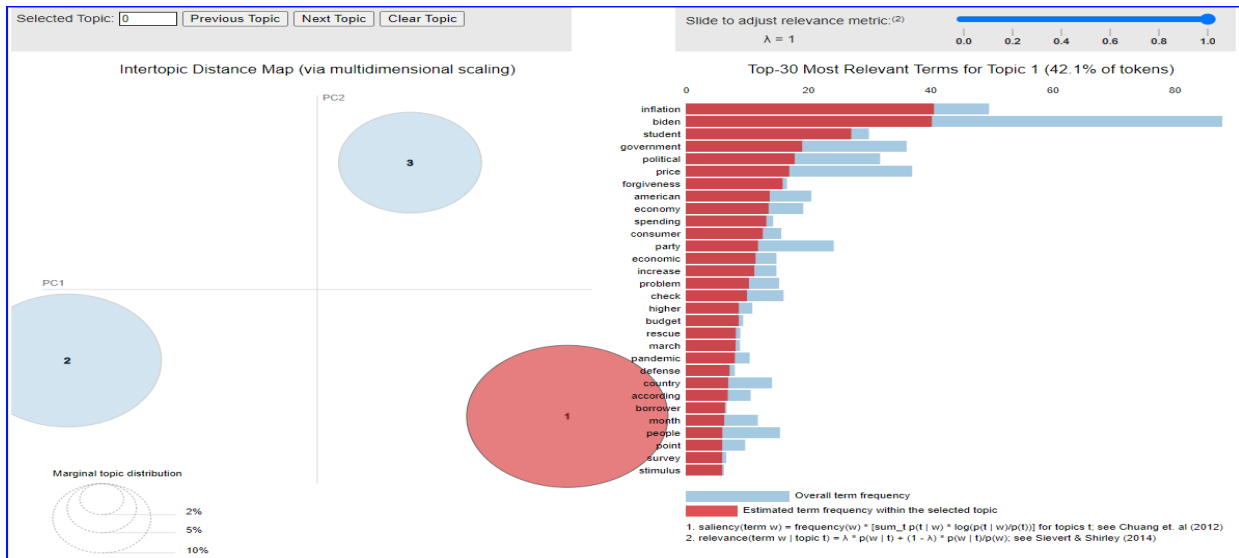 Selected Topic: 0 Previous Topic Next Topic Clear Topic
Slide to adjust relevance metric:(2)
λ = 1
0.0 0.2 0.4 0.6 0.8 1.0
Intertopic Distance Map (via multidimensional scaling)
PC2
PC1
3
2
1
Marginal topic distribution
2%
5%
10%
Top-30 Most Relevant Terms for Topic 1 (42.1% of tokens)
0 20 40 60 80
inflation
biden
student
government
political
price
forgiveness
american
economy
spending
consumer
party
economic
increase
problem
check
higher
budget
rescue
march
pandemic
defense
country
according
borrower
month
people
point
survey
stimulus
Overall term frequency
Estimated term frequency within the selected topic
1. saliency(term w) = frequency(w) * [sum_t p(t | w) * log(p(t | w)/p(t))] for topics t; see Chuang et. al (2012)
2. relevance(term w | topic t) = λ * p(w | t) + (1 - λ) * p(w | t)/p(w); see Sievert & Shirley (2014)